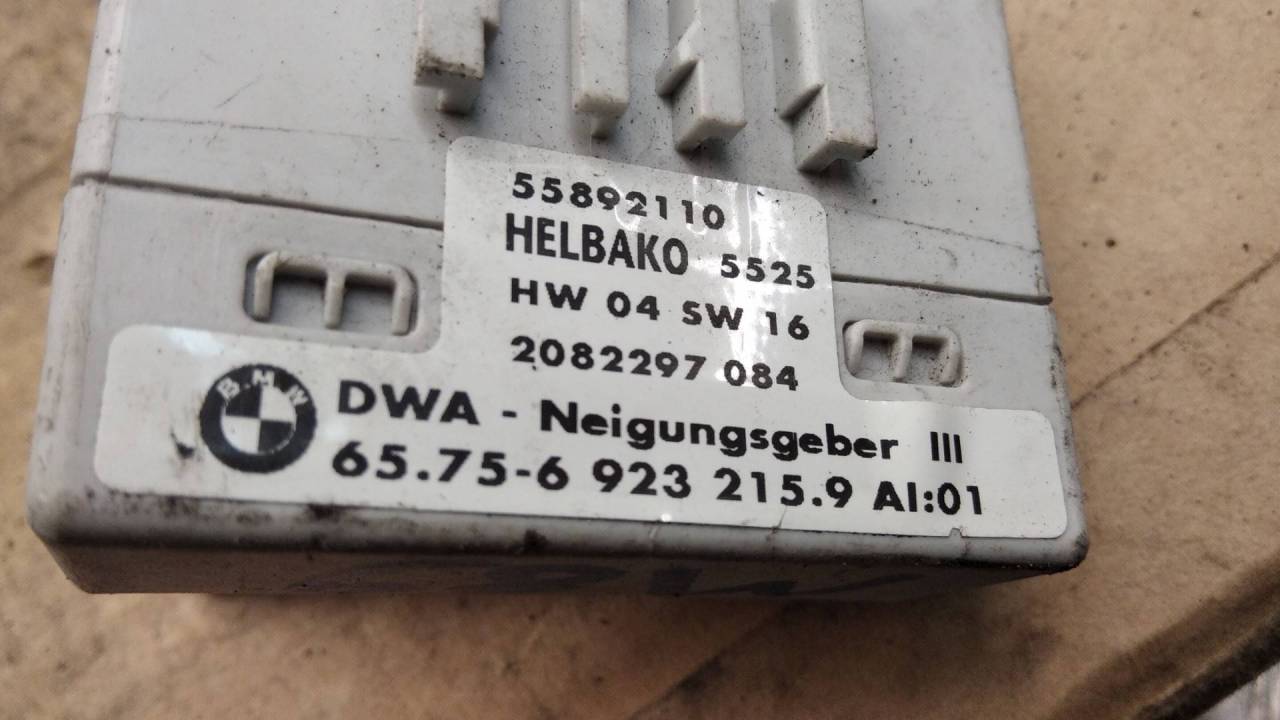 55892110
HELBAKO 5525
HW 04 SW 16
2082297 084
BMW
DWA - Neigungsgeber III
65.75-6 923 215.9 AI:01